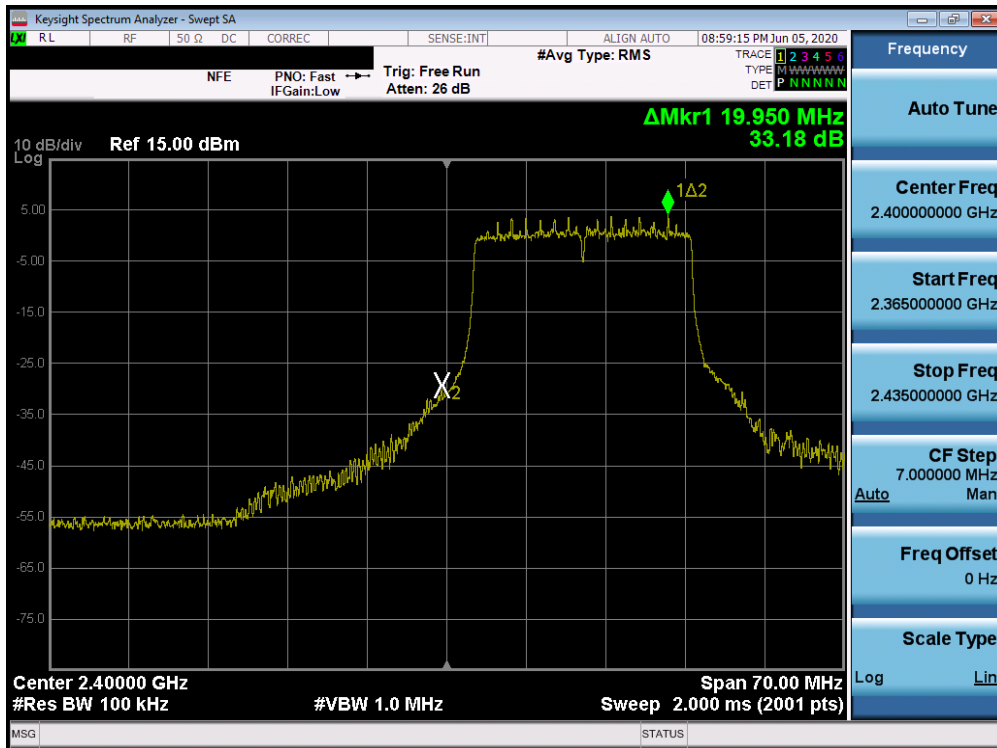 Keysight Spectrum Analyzer - Swept SA
LXI RL RF 50 Ω DC CORREC SENSE:INT ALIGN AUTO 08:59:15 PM Jun 05, 2020
#Avg Type: RMS TRACE 1 2 3 4 5 6
NFE PNO: Fast Trig: Free Run TYPE M W W W W W
IFGain:Low Atten: 26 dB DET P N N N N N
ΔMkr1 19.950 MHz
33.18 dB
10 dB/div Ref 15.00 dBm
Log
1Δ2
5.00
-5.00
-15.0
-25.0
X2
-35.0
-45.0
-55.0
-65.0
-75.0
Center 2.40000 GHz Span 70.00 MHz
#Res BW 100 kHz #VBW 1.0 MHz Sweep 2.000 ms (2001 pts)
MSG STATUS
Frequency
Auto Tune
Center Freq
2.400000000 GHz
Start Freq
2.365000000 GHz
Stop Freq
2.435000000 GHz
CF Step
7.000000 MHz
Auto Man
Freq Offset
0 Hz
Scale Type
Log Lin